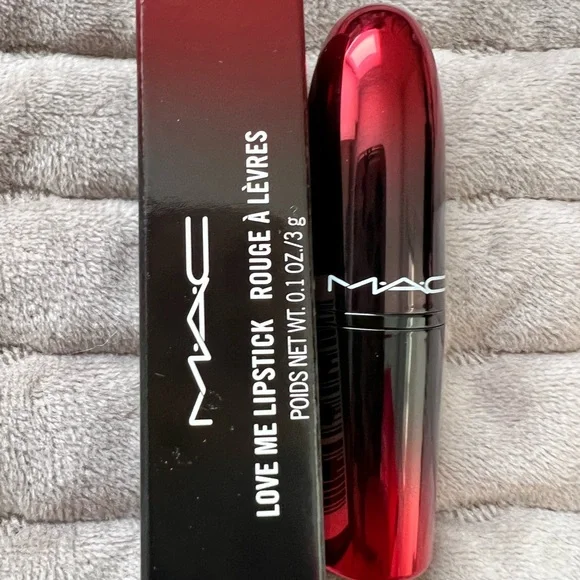 M·A·C
LOVE ME LIPSTICK ROUGE À LÈVRES
POIDS NET WT. 0.1 OZ./3 g
M·A·C